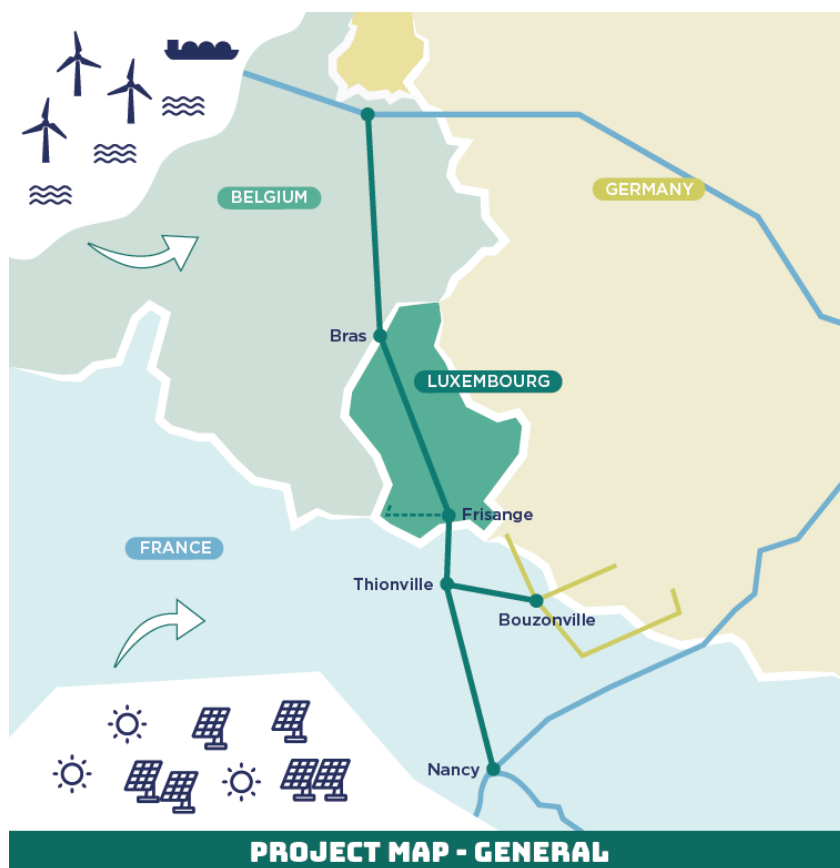 BELGIUM
GERMANY
Bras
LUXEMBOURG
Frisange
FRANCE
Thionville
Bouzonville
Nancy
PROJECT MAP - GENERAL